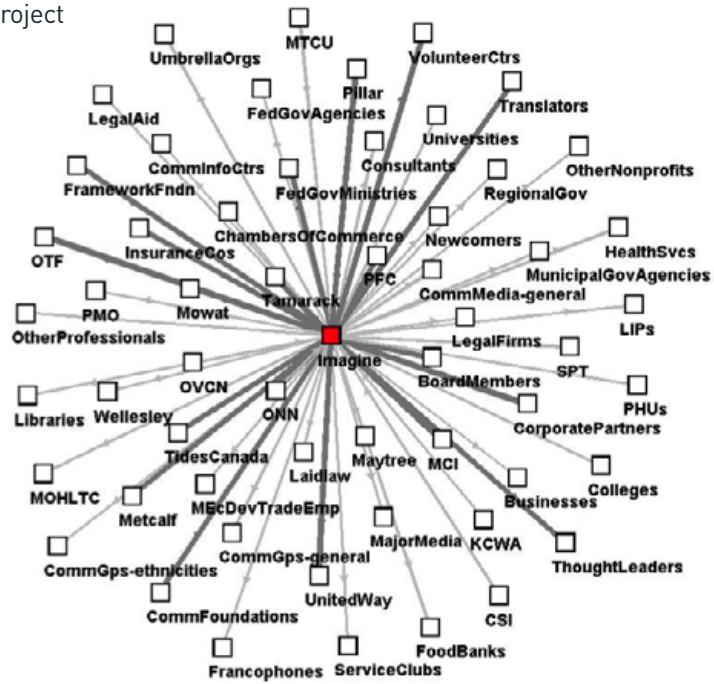 roject
MTCU
UmbrellaOrgs
VolunteerCtrs
Pillar
Translators
FedGovAgencies
LegalAid
Universities
CommInfoCtrs
Consultants
OtherNonprofits
FrameworkFndn
FedGovMinistries
RegionalGov
ChambersOfCommerce
Newcomers
InsuranceCos
HealthSvcs
OTF
PFC
MunicipalGovAgencies
Tamarack
CommMedia-general
PMO
Mowat
LIPs
OtherProfessionals
LegalFirms
Imagine
SPT
OVCN
BoardMembers
PHUs
Libraries
Wellesley
ONN
CorporatePartners
TidesCanada
Maytree
MCI
Laidlaw
Colleges
MOHLTC
Businesses
Metcalf
MEcDevTradeEmp
MajorMedia
KCWA
CommGps-general
ThoughtLeaders
CommGps-ethnicities
UnitedWay
CommFoundations
CSI
FoodBanks
Francophones
ServiceClubs